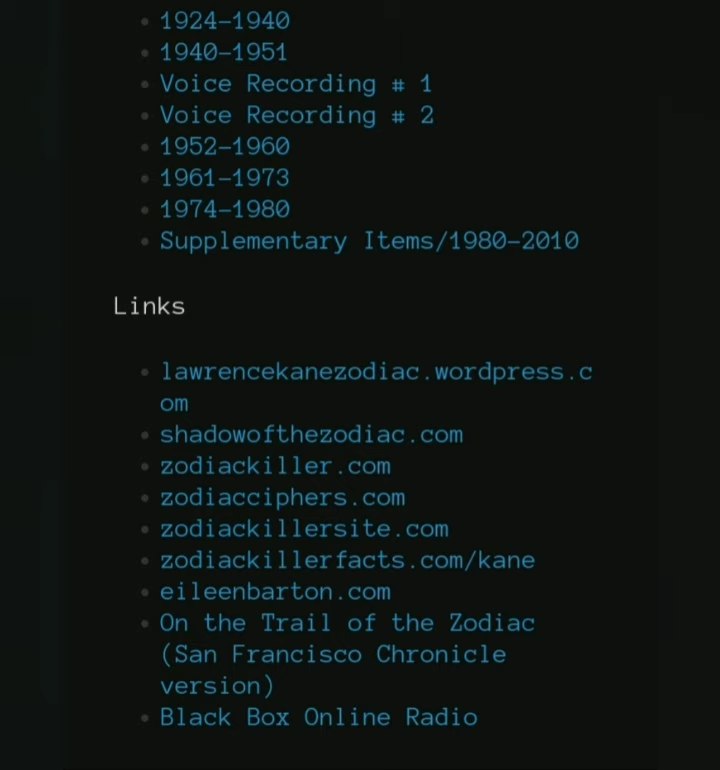 1924–1940
1940–1951
Voice Recording # 1
Voice Recording # 2
1952–1960
1961–1973
1974–1980
Supplementary Items/1980–2010
Links
lawrencekanezodiac.wordpress.c
om
shadowofthezodiac.com
zodiackiller.com
zodiacciphers.com
zodiackillersite.com
zodiackillerfacts.com/kane
eileenbarton.com
On the Trail of the Zodiac
(San Francisco Chronicle
version)
Black Box Online Radio